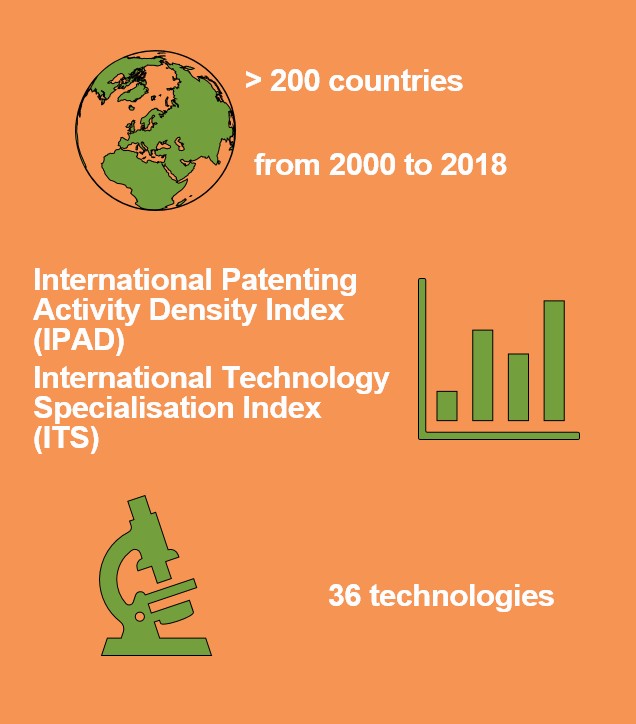 > 200 countries
from 2000 to 2018
International Patenting
Activity Density Index
(IPAD)
International Technology
Specialisation Index
(ITS)
36 technologies